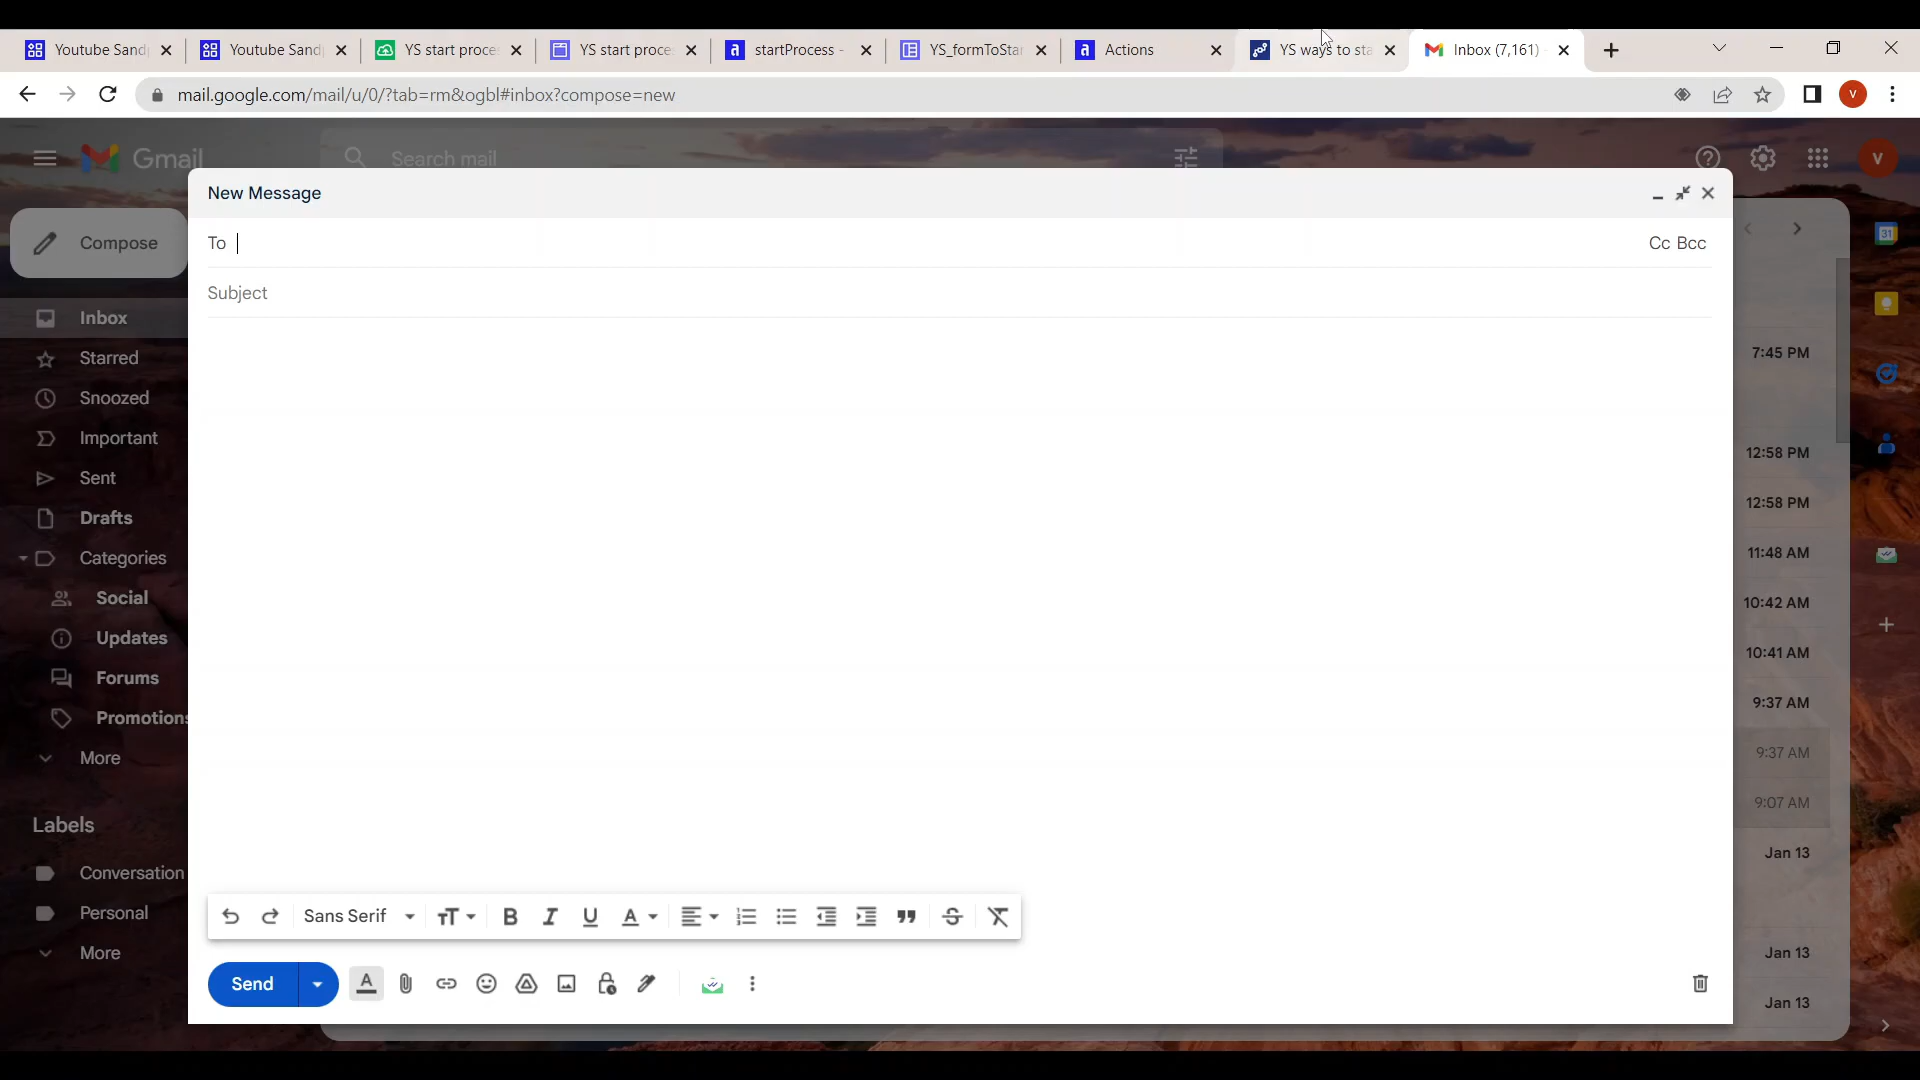 Youtube Sand
Youtube Sand
YS start proce
YS start proce
startProcess -
YS_formToSta
Actions
YS ways to sta
Inbox (7,161)
mail.google.com/mail/u/0/?tab=rm&ogbl#inbox?compose=new
V
Gmail
Search mail
V
New Message
Compose
To
Cc Bcc
31
Subject
Inbox
Starred
7:45 PM
Snoozed
Important
12:58 PM
Sent
12:58 PM
Drafts
Categories
11:48 AM
Social
10:42 AM
Updates
10:41 AM
Forums
9:37 AM
Promotions
9:37 AM
More
9:07 AM
Labels
Jan 13
Conversation
Personal
Sans Serif
More
Jan 13
Send
Jan 13